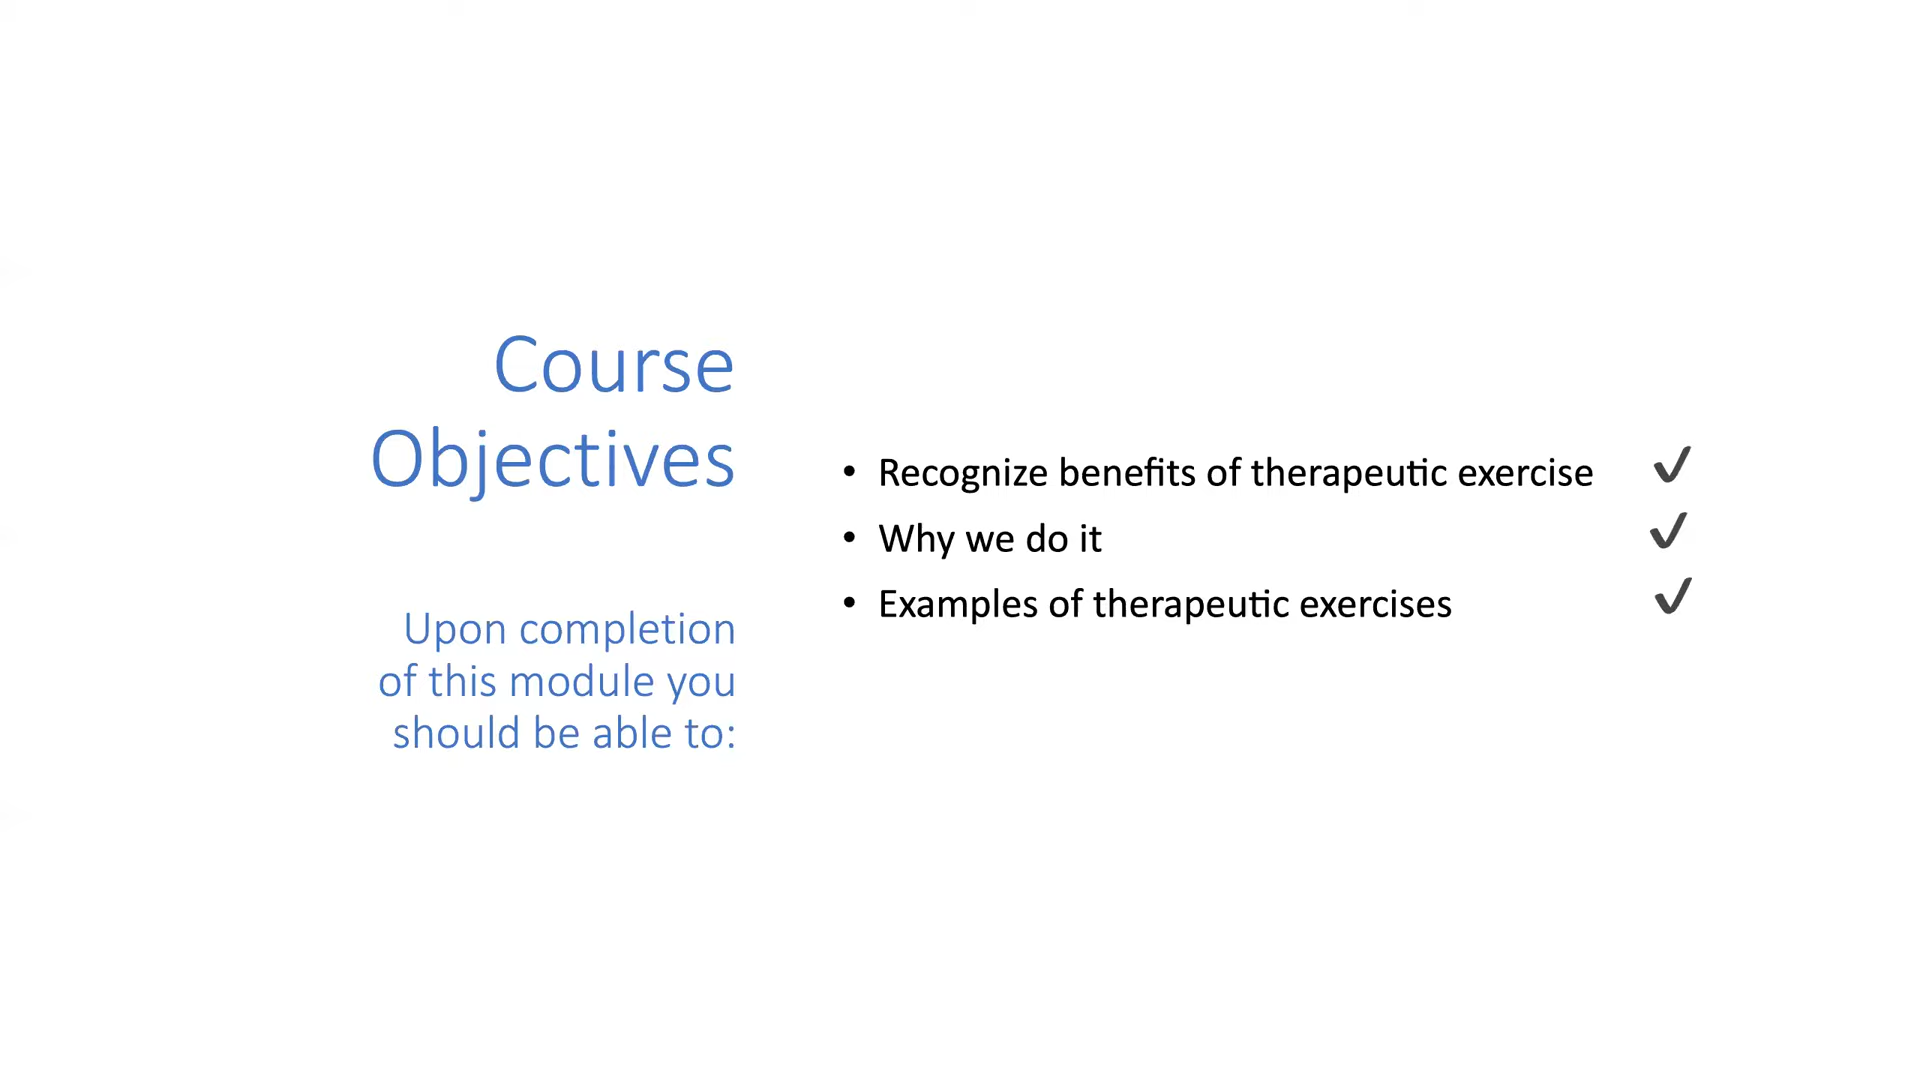 Course
Objectives
Upon completion
of this module you
should be able to:
• Recognize benefits of therapeutic exercise ✔
• Why we do it ✔
• Examples of therapeutic exercises ✔